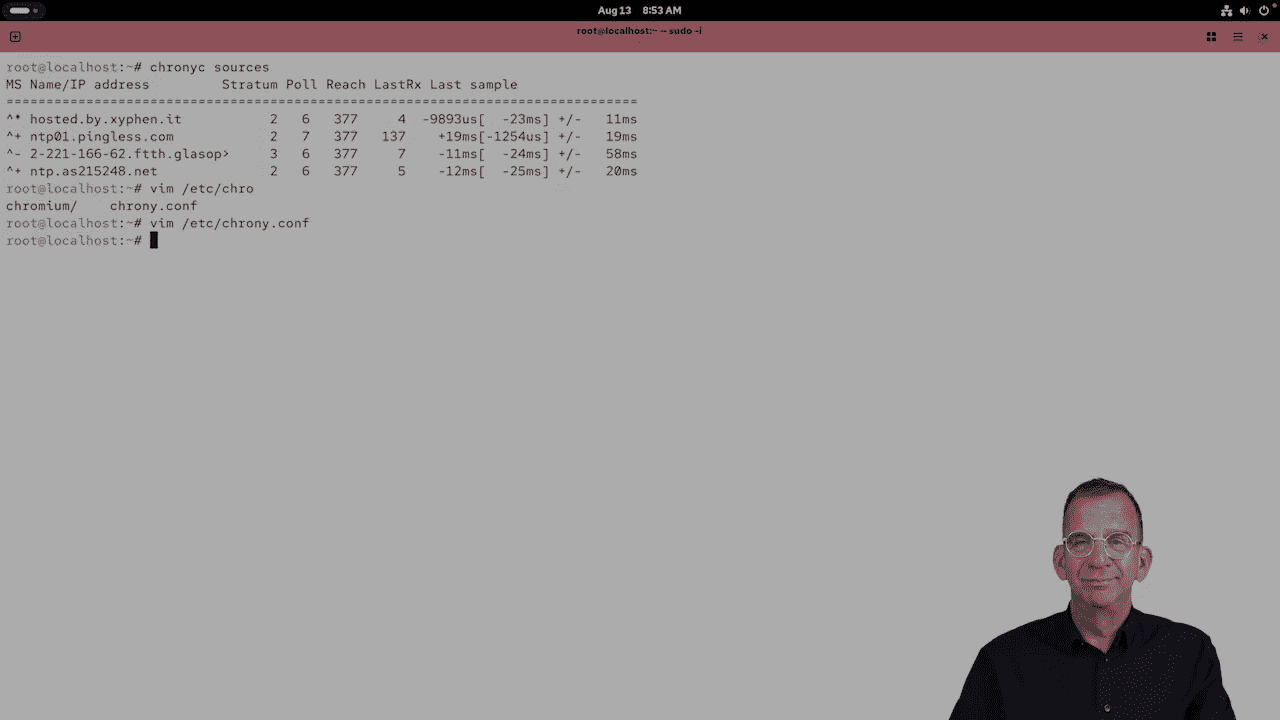 Aug 13 8:53 AM
root@localhost:~ – sudo -i
root@localhost:~# chronyc sources
MS Name/IP address         Stratum Poll Reach LastRx Last sample
===============================================================================
^* hosted.by.xyphen.it           2   6   377     4  -9893us[  -23ms] +/-   11ms
^+ ntp01.pingless.com            2   7   377   137    +19ms[-1254us] +/-   19ms
^- 2-221-166-62.ftth.glasop>     3   6   377     7    -11ms[  -24ms] +/-   58ms
^+ ntp.as215248.net              2   6   377     5    -12ms[  -25ms] +/-   20ms
root@localhost:~# vim /etc/chro
chromium/    chrony.conf
root@localhost:~# vim /etc/chrony.conf
root@localhost:~#